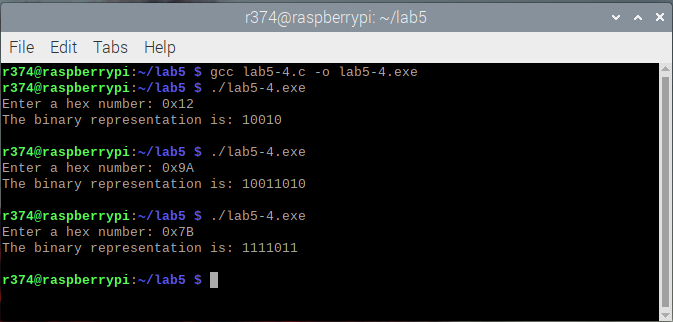 r374@raspberrypi: ~/lab5
File Edit Tabs Help
r374@raspberrypi:~/lab5 $ gcc lab5-4.c -o lab5-4.exe
r374@raspberrypi:~/lab5 $ ./lab5-4.exe
Enter a hex number: 0x12
The binary representation is: 10010
r374@raspberrypi:~/lab5 $ ./lab5-4.exe
Enter a hex number: 0x9A
The binary representation is: 10011010
r374@raspberrypi:~/lab5 $ ./lab5-4.exe
Enter a hex number: 0x7B
The binary representation is: 1111011
r374@raspberrypi:~/lab5 $